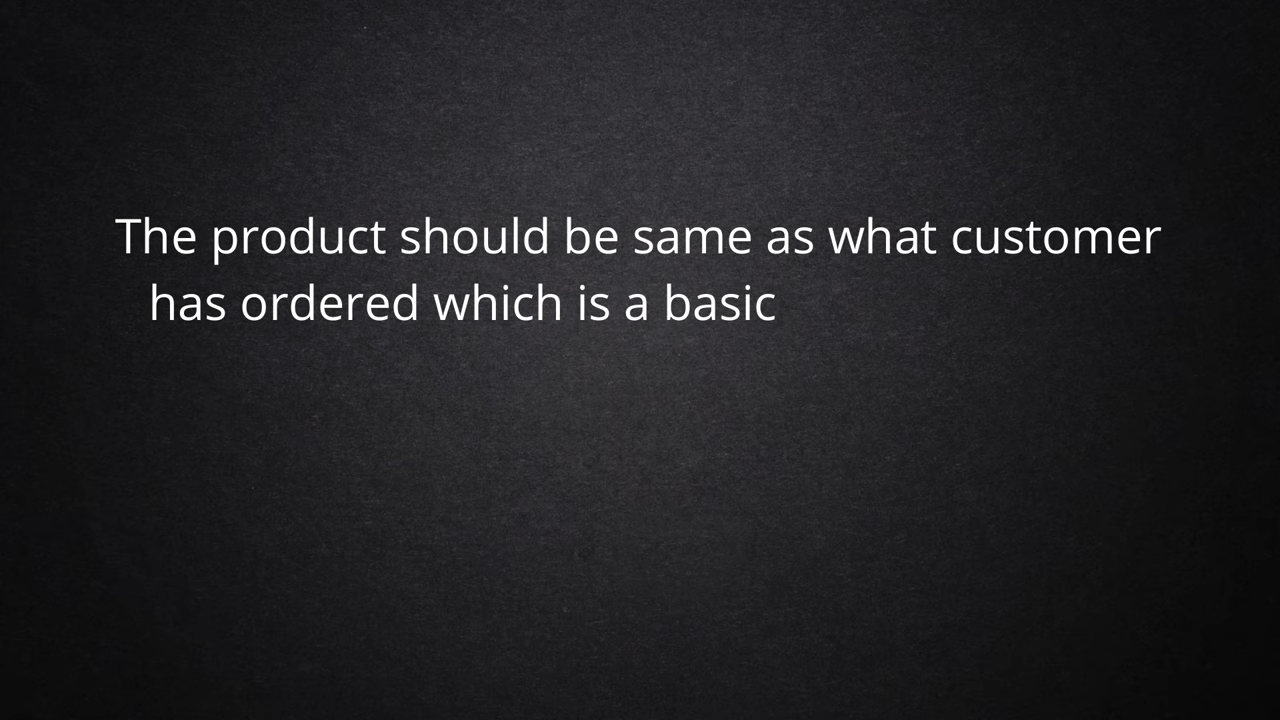 The product should be same as what customer
has ordered which is a basic